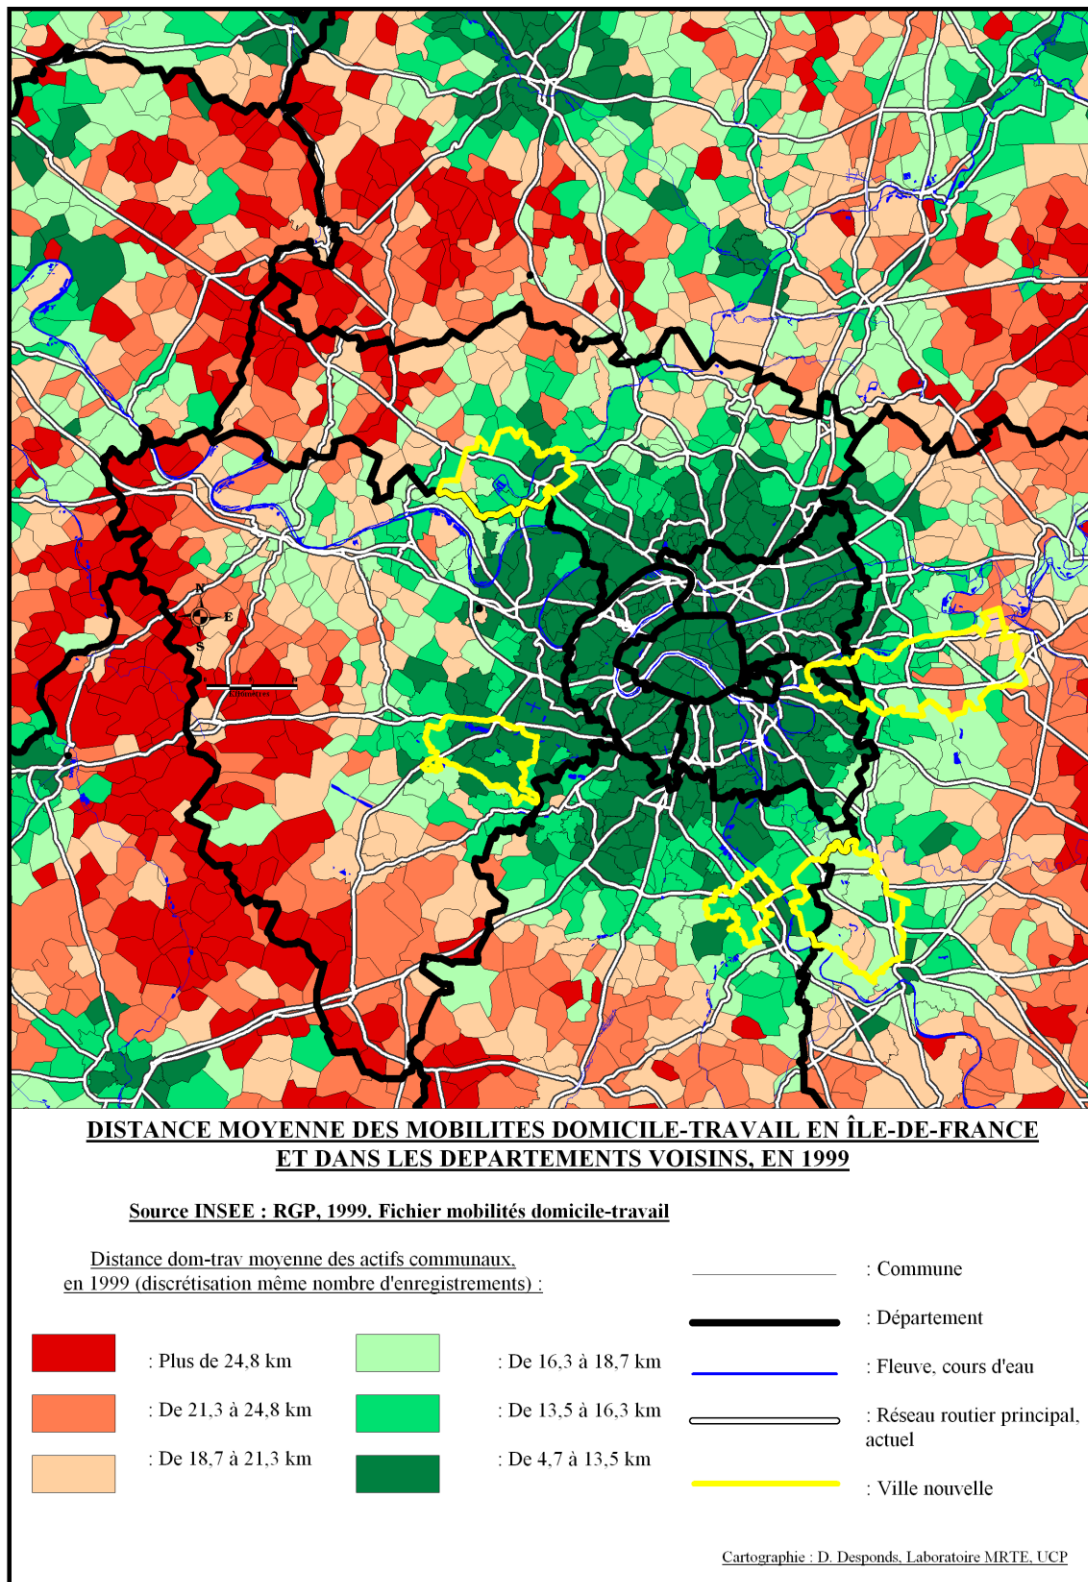 N
E
S
Kilomètres
DISTANCE MOYENNE DES MOBILITES DOMICILE-TRAVAIL EN ÎLE-DE-FRANCE
ET DANS LES DEPARTEMENTS VOISINS, EN 1999
Source INSEE : RGP, 1999. Fichier mobilités domicile-travail
Distance dom-trav moyenne des actifs communaux,
en 1999 (discrétisation même nombre d'enregistrements) :
: Plus de 24,8 km
: De 21,3 à 24,8 km
: De 18,7 à 21,3 km
: De 16,3 à 18,7 km
: De 13,5 à 16,3 km
: De 4,7 à 13,5 km
: Commune
: Département
: Fleuve, cours d'eau
: Réseau routier principal,
actuel
: Ville nouvelle
Cartographie : D. Desponds, Laboratoire MRTE, UCP